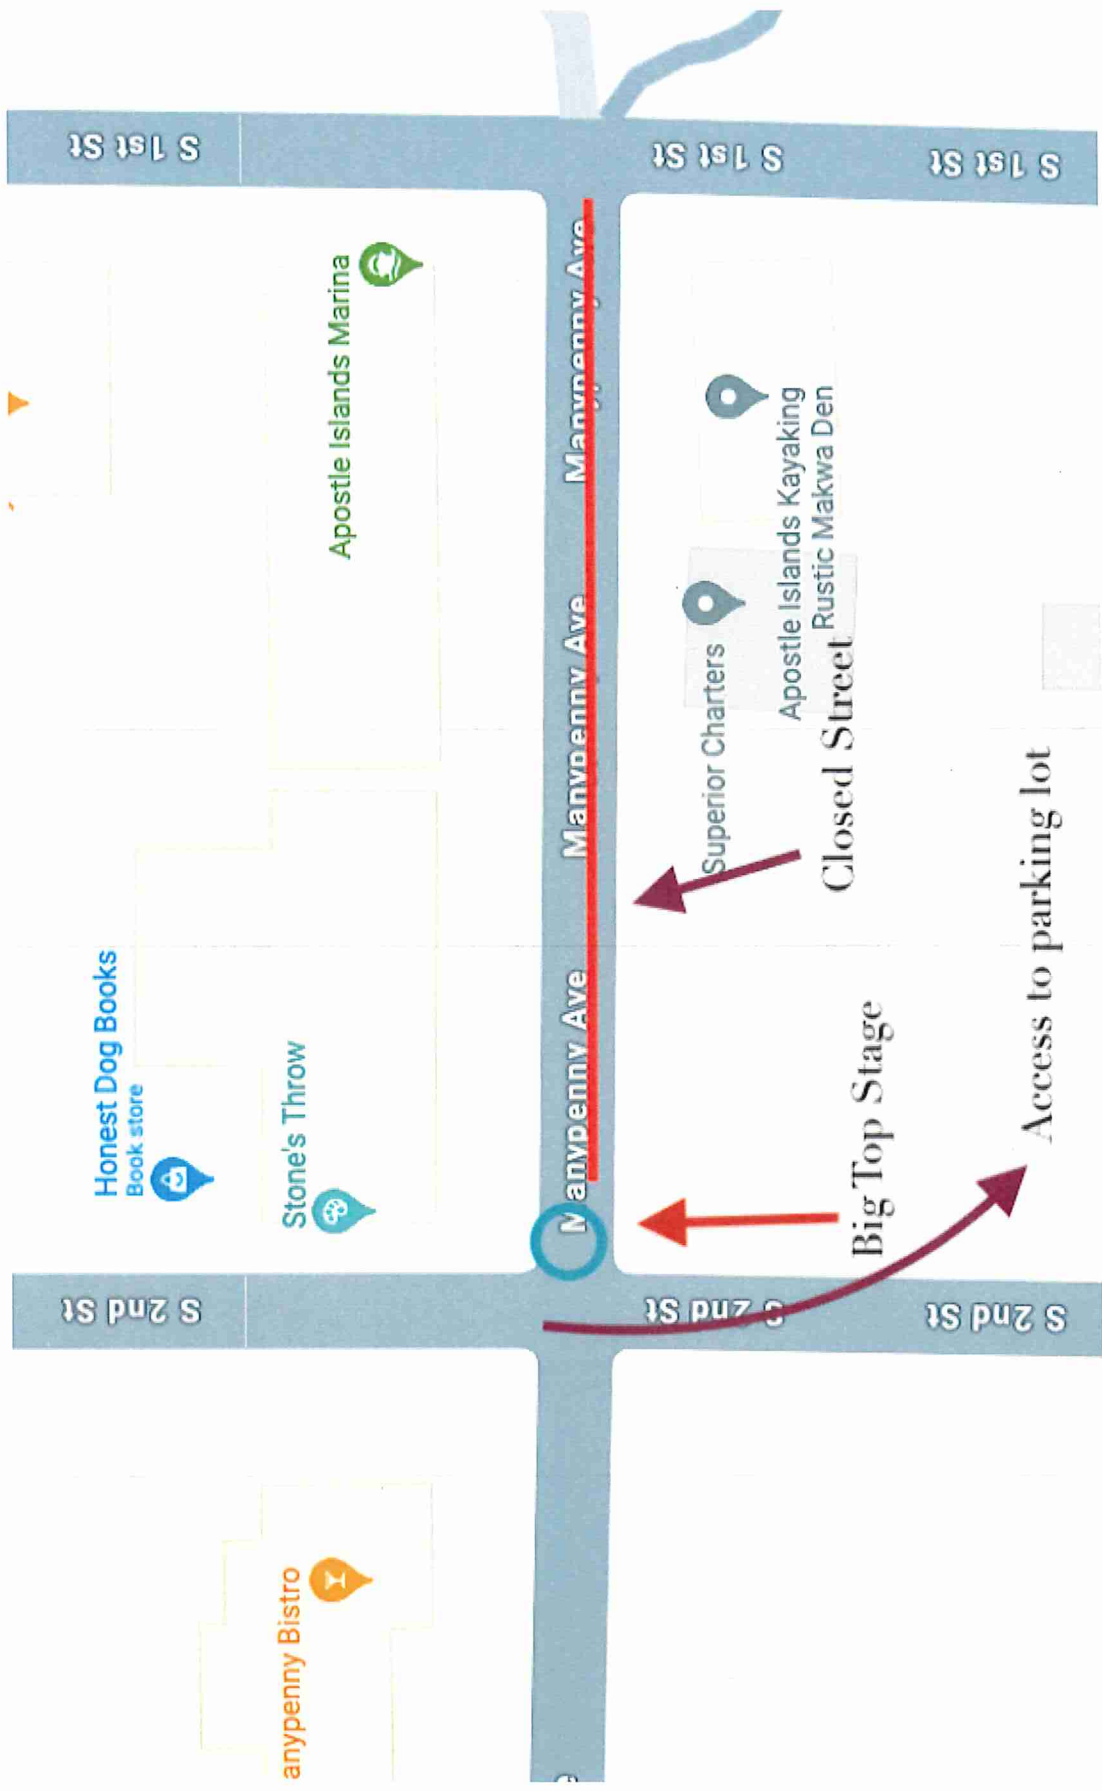 Honest Dog Books
Book store
S 2nd St
S 1st St
anypenny Bistro
Stone's Throw
Apostle Islands Marina
Manypenny Ave
Manypenny Ave
Manypenny Ave
S 2nd St
Superior Charters
S 1st St
Apostle Islands Kayaking
Rustic Makwa Den
Closed Street
Big Top Stage
S 2nd St
S 1st St
Access to parking lot